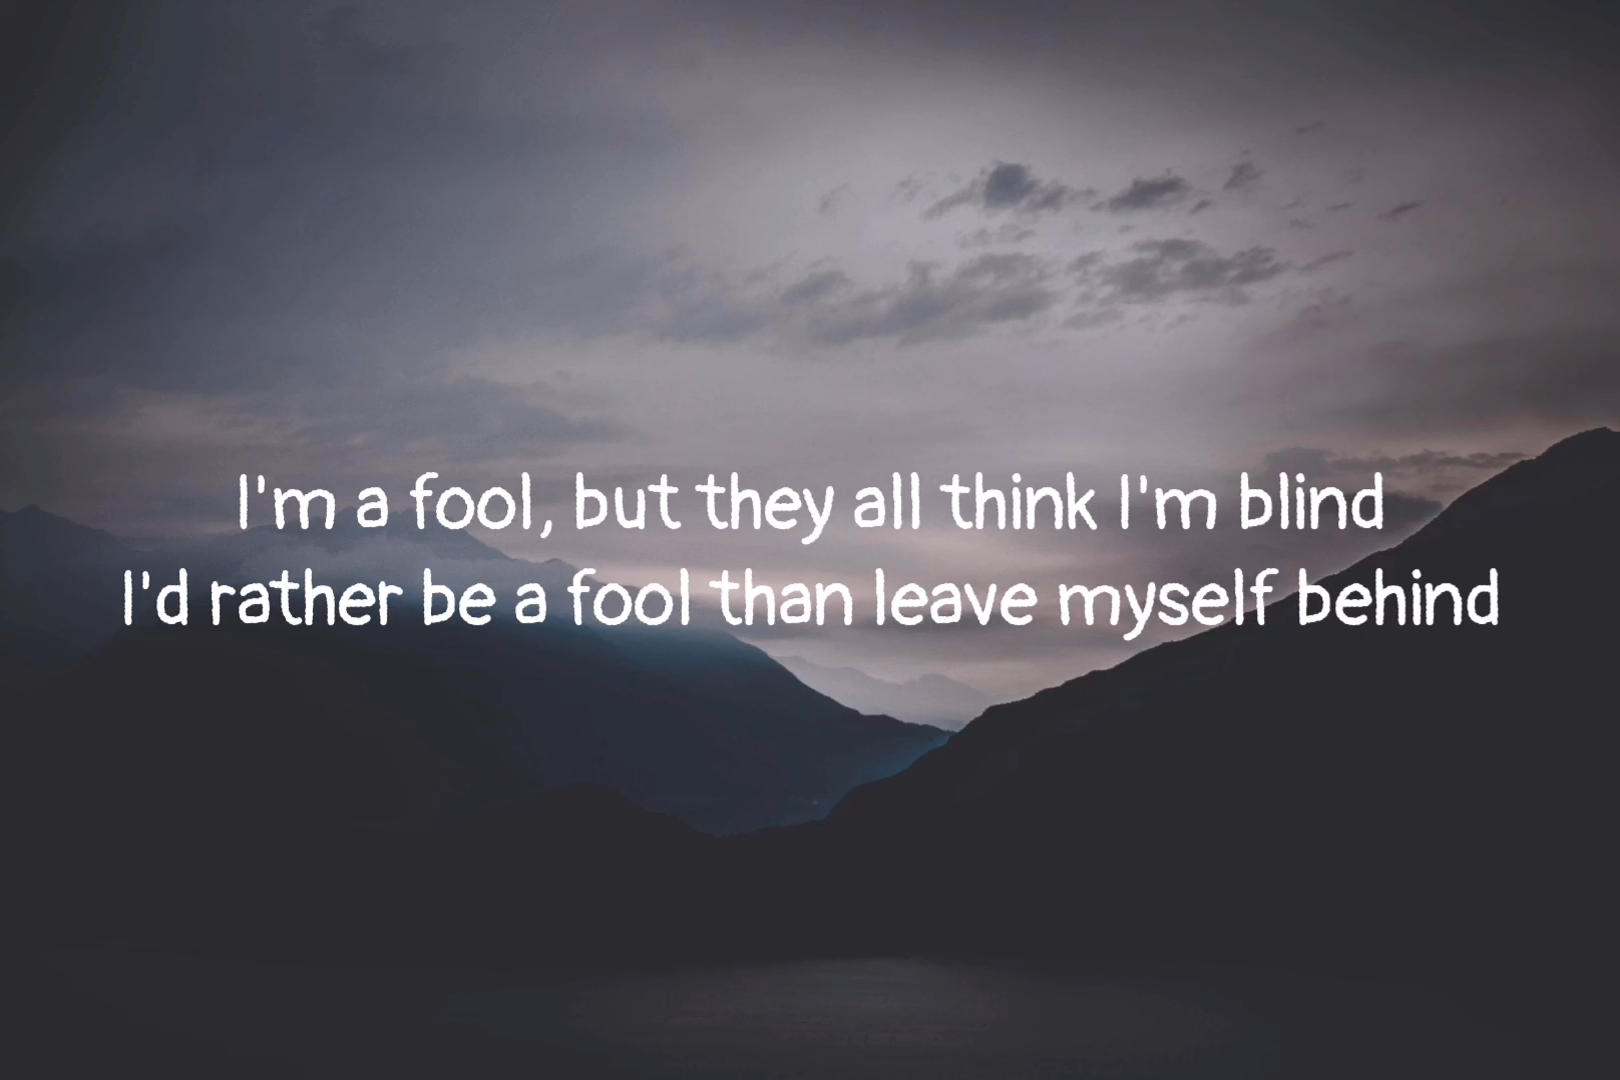 I'm a fool, but they all think I'm blind
I'd rather be a fool than leave myself behind